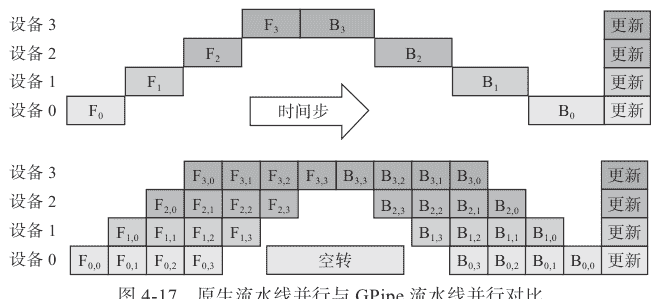 设备 3 F3 B3 更新
设备 2 F2 B2 更新
设备 1 F1 B1 更新
设备 0 F0 时间步 B0 更新
设备 3 F3,0 F3,1 F3,2 F3,3 B3,3 B3,2 B3,1 B3,0 更新
设备 2 F2,0 F2,1 F2,2 F2,3 B2,3 B2,2 B2,1 B2,0 更新
设备 1 F1,0 F1,1 F1,2 F1,3 B1,3 B1,2 B1,1 B1,0 更新
设备 0 F0,0 F0,1 F0,2 F0,3 空转 B0,3 B0,2 B0,1 B0,0 更新
图 4-17 原生流水线并行与 GPipe 流水线并行对比